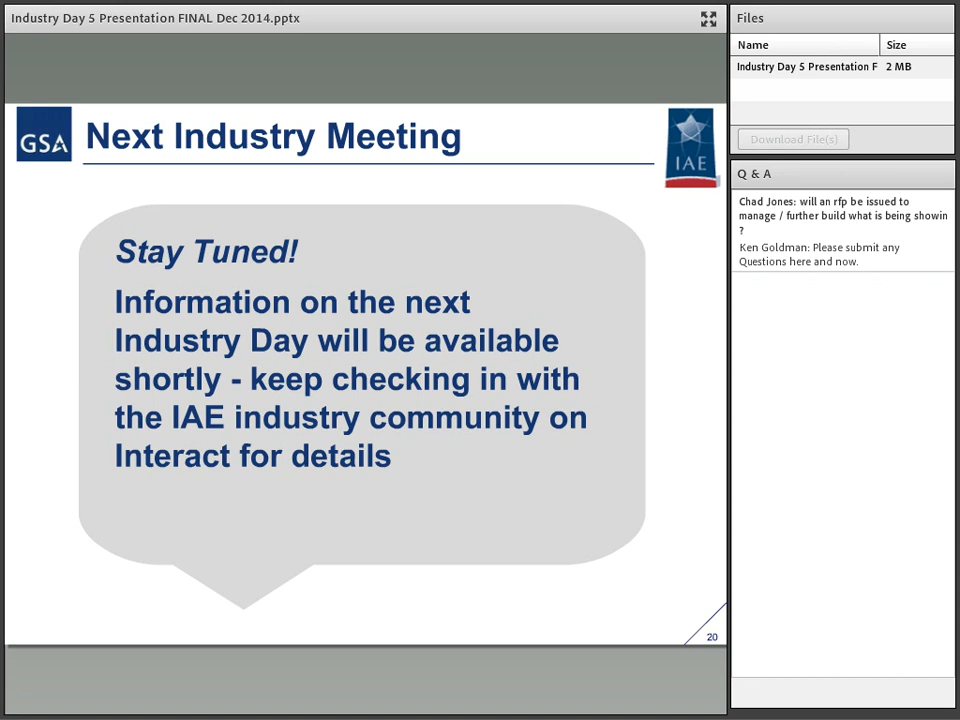 Industry Day 5 Presentation FINAL Dec 2014.pptx
GSA
Next Industry Meeting
IAE
Stay Tuned!
Information on the next
Industry Day will be available
shortly - keep checking in with
the IAE industry community on
Interact for details
20
Files
Name Size
Industry Day 5 Presentation F 2 MB
Download File(s)
Q & A
Chad Jones: will an rfp be issued to
manage / further build what is being showin
?
Ken Goldman: Please submit any
Questions here and now.